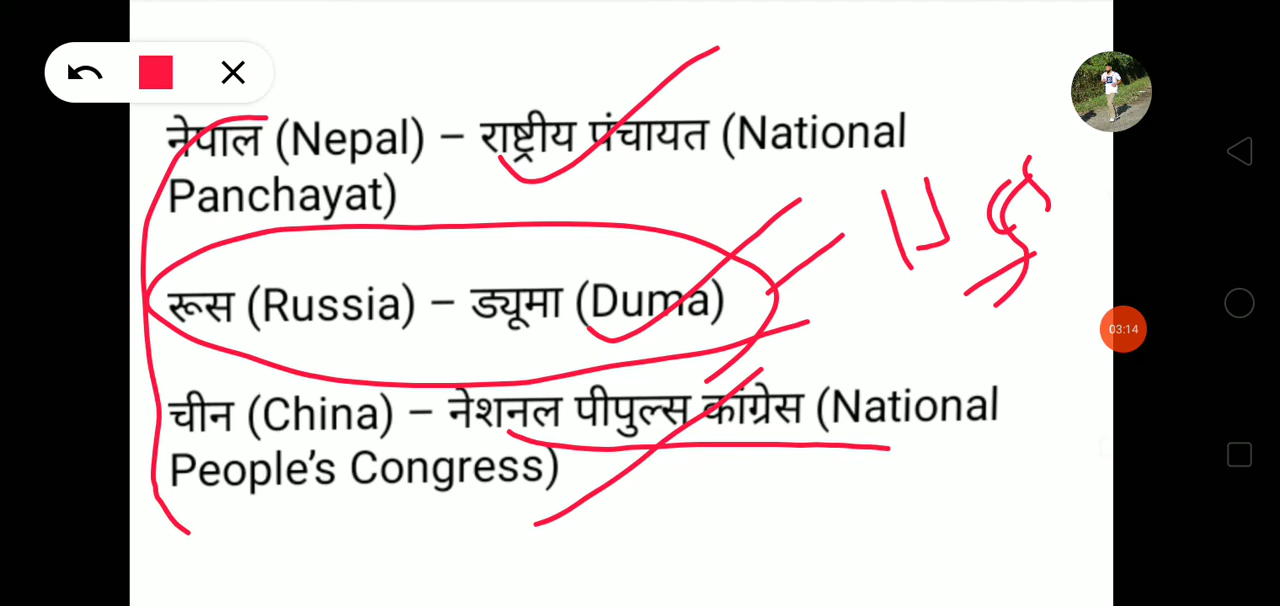 नेपाल (Nepal) – राष्ट्रीय पंचायत (National
Panchayat)
रूस (Russia) – ड्यूमा (Duma)
चीन (China) – नेशनल पीपुल्स कांग्रेस (National
People's Congress)
03:14